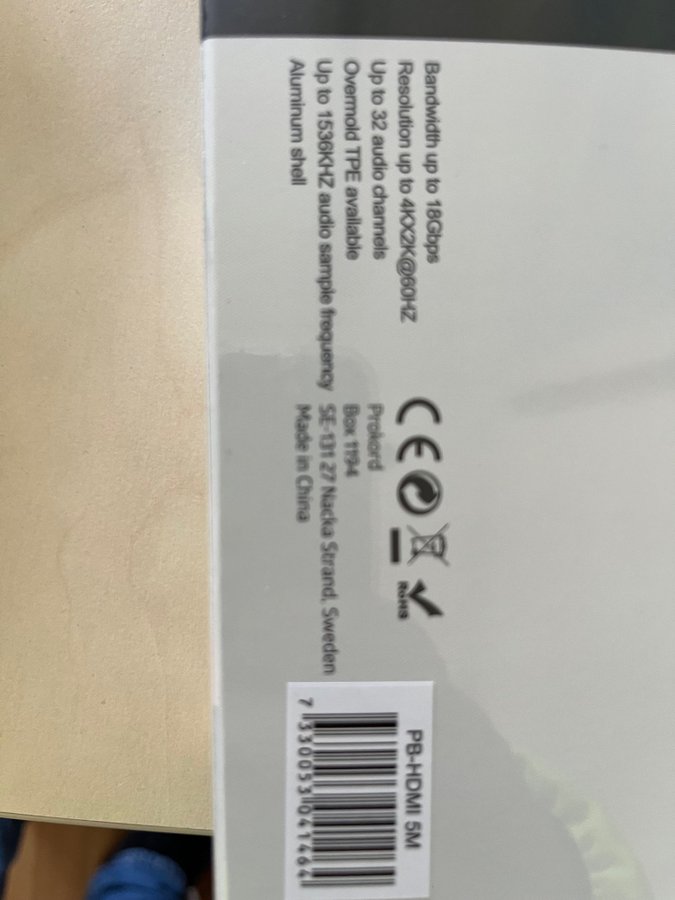 Bandwidth up to 18Gbps
Resolution up to 4KX2K@60HZ
Up to 32 audio channels
Overmold TPE available
Up to 1536KHZ audio sample frequency
Aluminum shell
CE
RoHS
Prokord
Box 1194
SE-131 27 Nacka Strand, Sweden
Made in China
PB-HDMI 5M
7 330053 041464